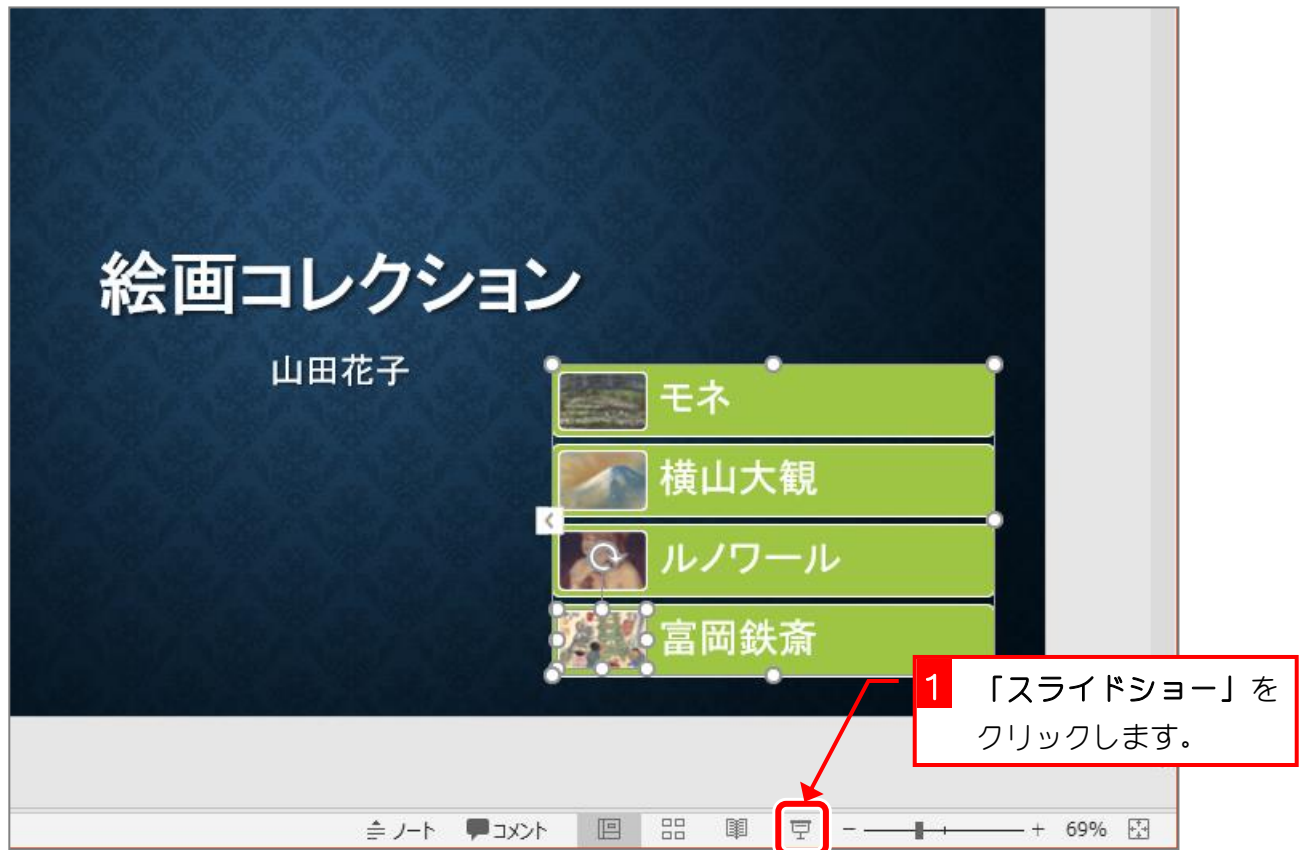 絵画コレクション
山田花子
モネ
横山大観
ルノワール
富岡鉄斎
1 「スライドショー」を
クリックします。
ノート コメント - + 69%